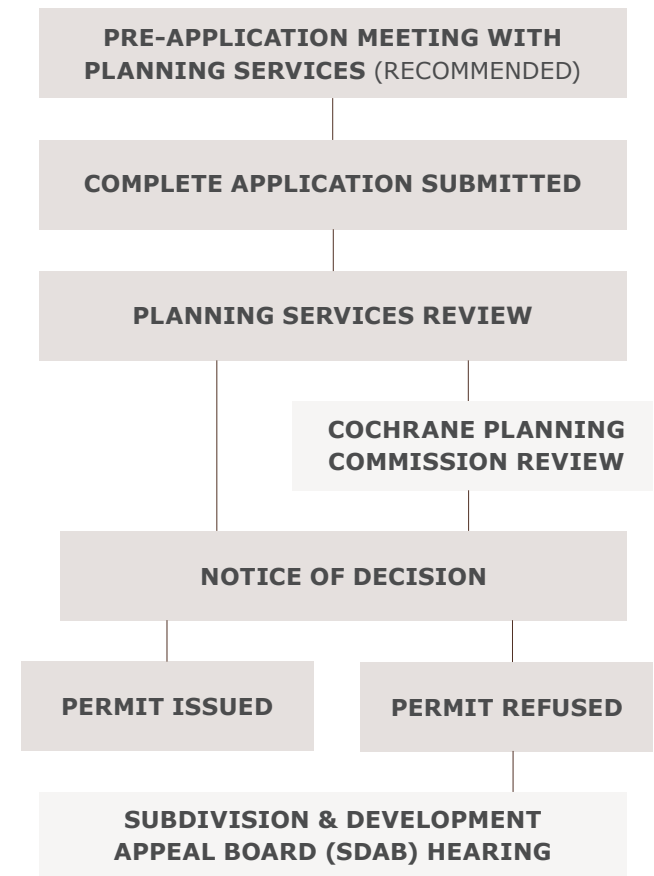 PRE-APPLICATION MEETING WITH
PLANNING SERVICES (RECOMMENDED)
COMPLETE APPLICATION SUBMITTED
PLANNING SERVICES REVIEW
COCHRANE PLANNING
COMMISSION REVIEW
NOTICE OF DECISION
PERMIT ISSUED
PERMIT REFUSED
SUBDIVISION & DEVELOPMENT
APPEAL BOARD (SDAB) HEARING